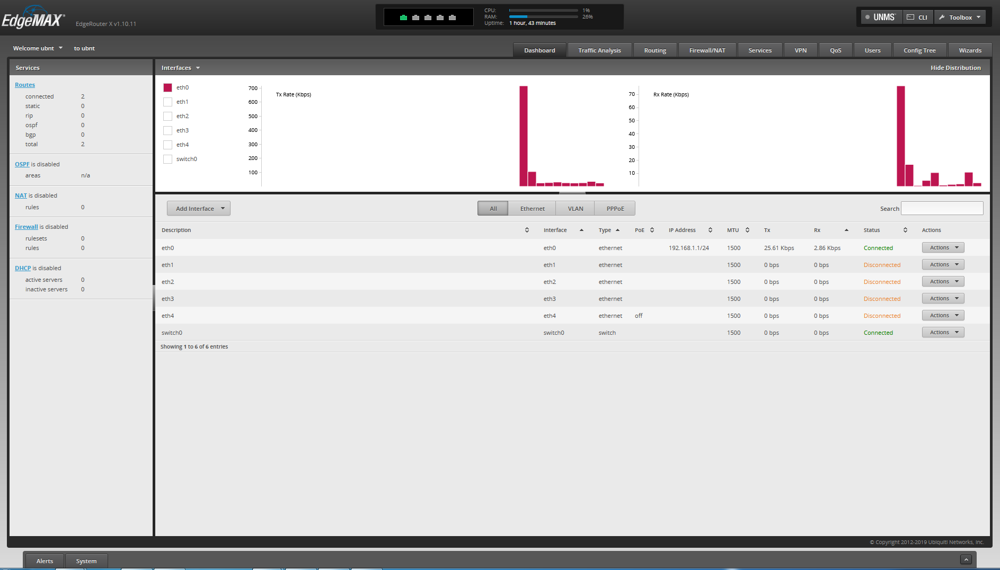 EdgeMAX®
EdgeRouter X v1.10.11
CPU: 1%
RAM: 26%
Uptime: 1 hour, 43 minutes
UNMS™ CLI Toolbox
Welcome ubnt to ubnt
Dashboard Traffic Analysis Routing Firewall/NAT Services VPN QoS Users Config Tree Wizards
Services
Routes
connected 2
static 0
rip 0
ospf 0
bgp 0
total 2
OSPF is disabled
areas n/a
NAT is disabled
rules 0
Firewall is disabled
rulesets 0
rules 0
DHCP is disabled
active servers 0
inactive servers 0
Interfaces Hide Distribution
eth0
eth1
eth2
eth3
eth4
switch0
Tx Rate (Kbps)
700
600
500
400
300
200
100
Rx Rate (Kbps)
70
60
50
40
30
20
10
Add Interface All Ethernet VLAN PPPoE Search
Description Interface Type PoE IP Address MTU Tx Rx Status Actions
eth0 eth0 ethernet 192.168.1.1/24 1500 25.61 Kbps 2.86 Kbps Connected Actions
eth1 eth1 ethernet 1500 0 bps 0 bps Disconnected Actions
eth2 eth2 ethernet 1500 0 bps 0 bps Disconnected Actions
eth3 eth3 ethernet 1500 0 bps 0 bps Disconnected Actions
eth4 eth4 ethernet off 1500 0 bps 0 bps Disconnected Actions
switch0 switch0 switch 1500 0 bps 0 bps Connected Actions
Showing 1 to 6 of 6 entries
© Copyright 2012-2019 Ubiquiti Networks, Inc.
Alerts System